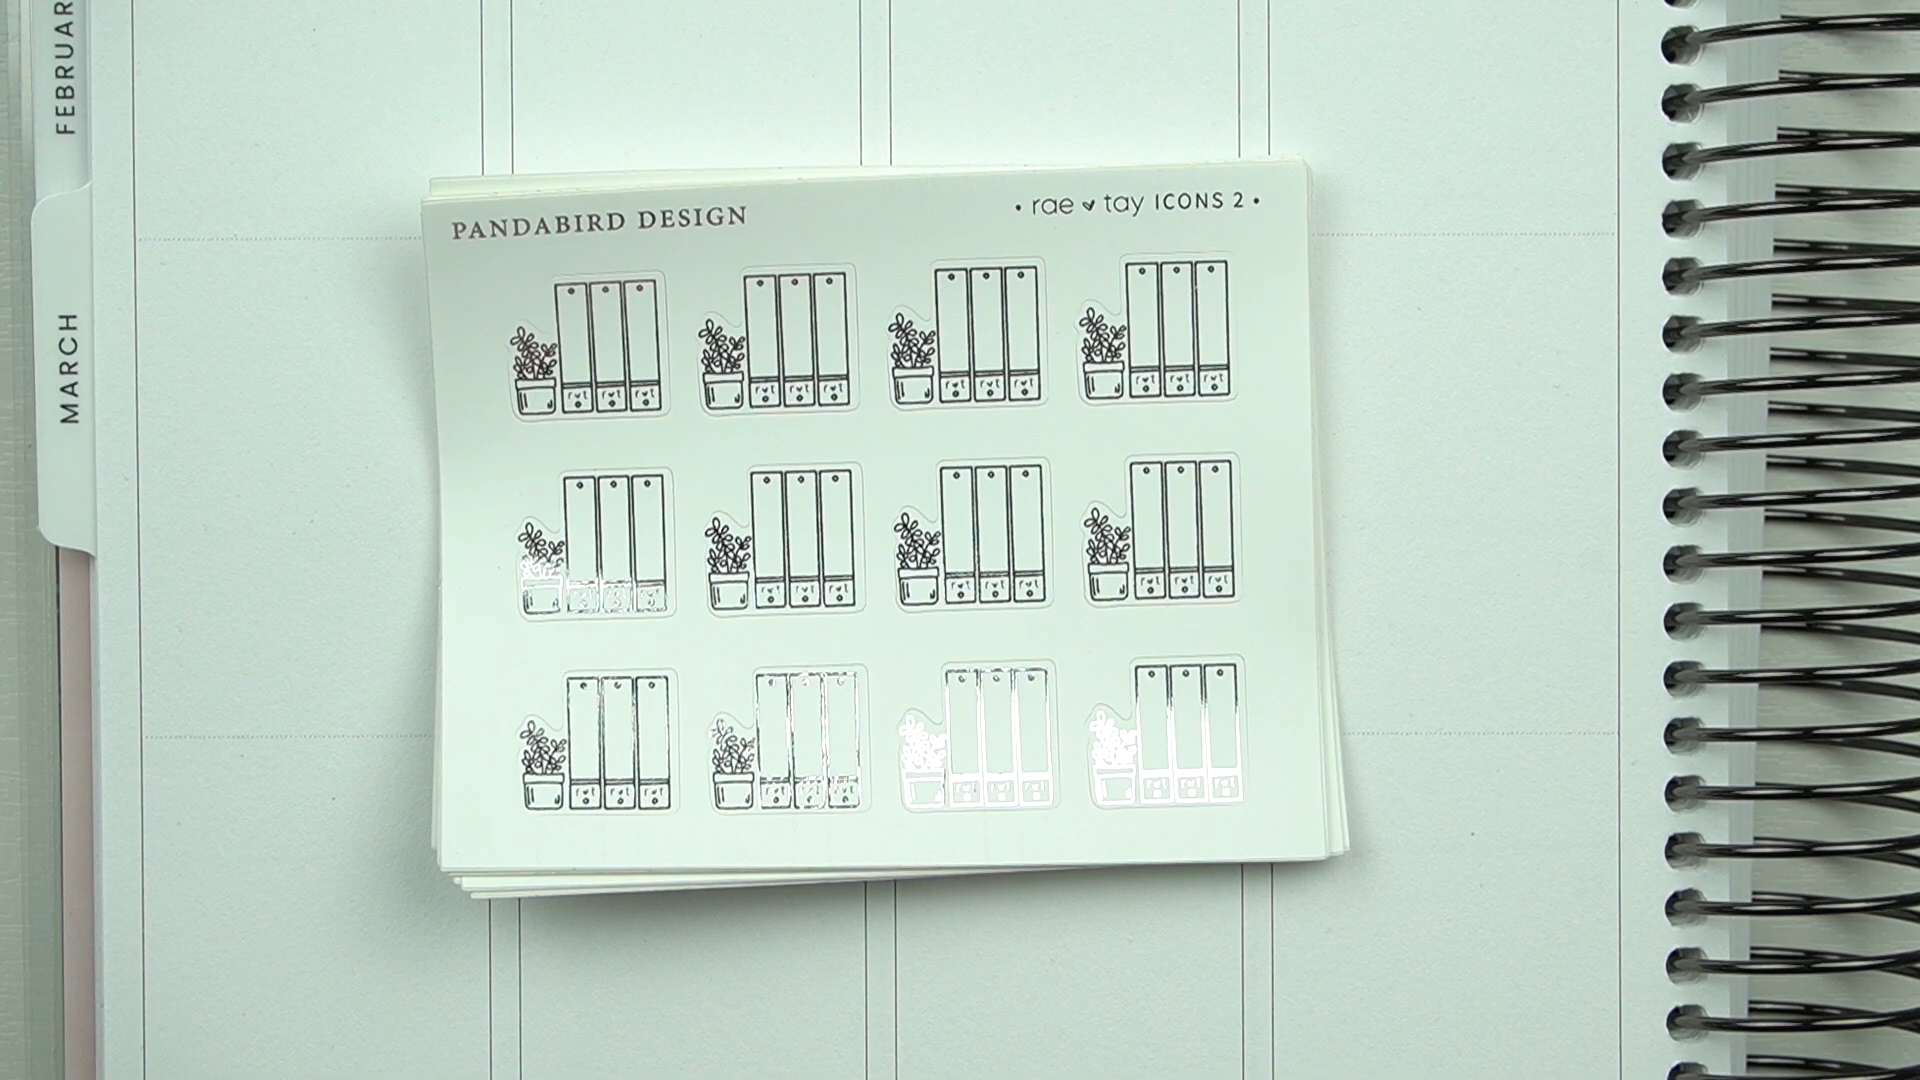 FEBRUAR
MARCH
PANDABIRD DESIGN
• rae ♥ tay ICONS 2 •
r♥t r♥t r♥t
r♥t r♥t r♥t
r♥t r♥t r♥t
r♥t r♥t r♥t
r♥t r♥t r♥t
r♥t r♥t r♥t
r♥t r♥t r♥t
r♥t r♥t r♥t